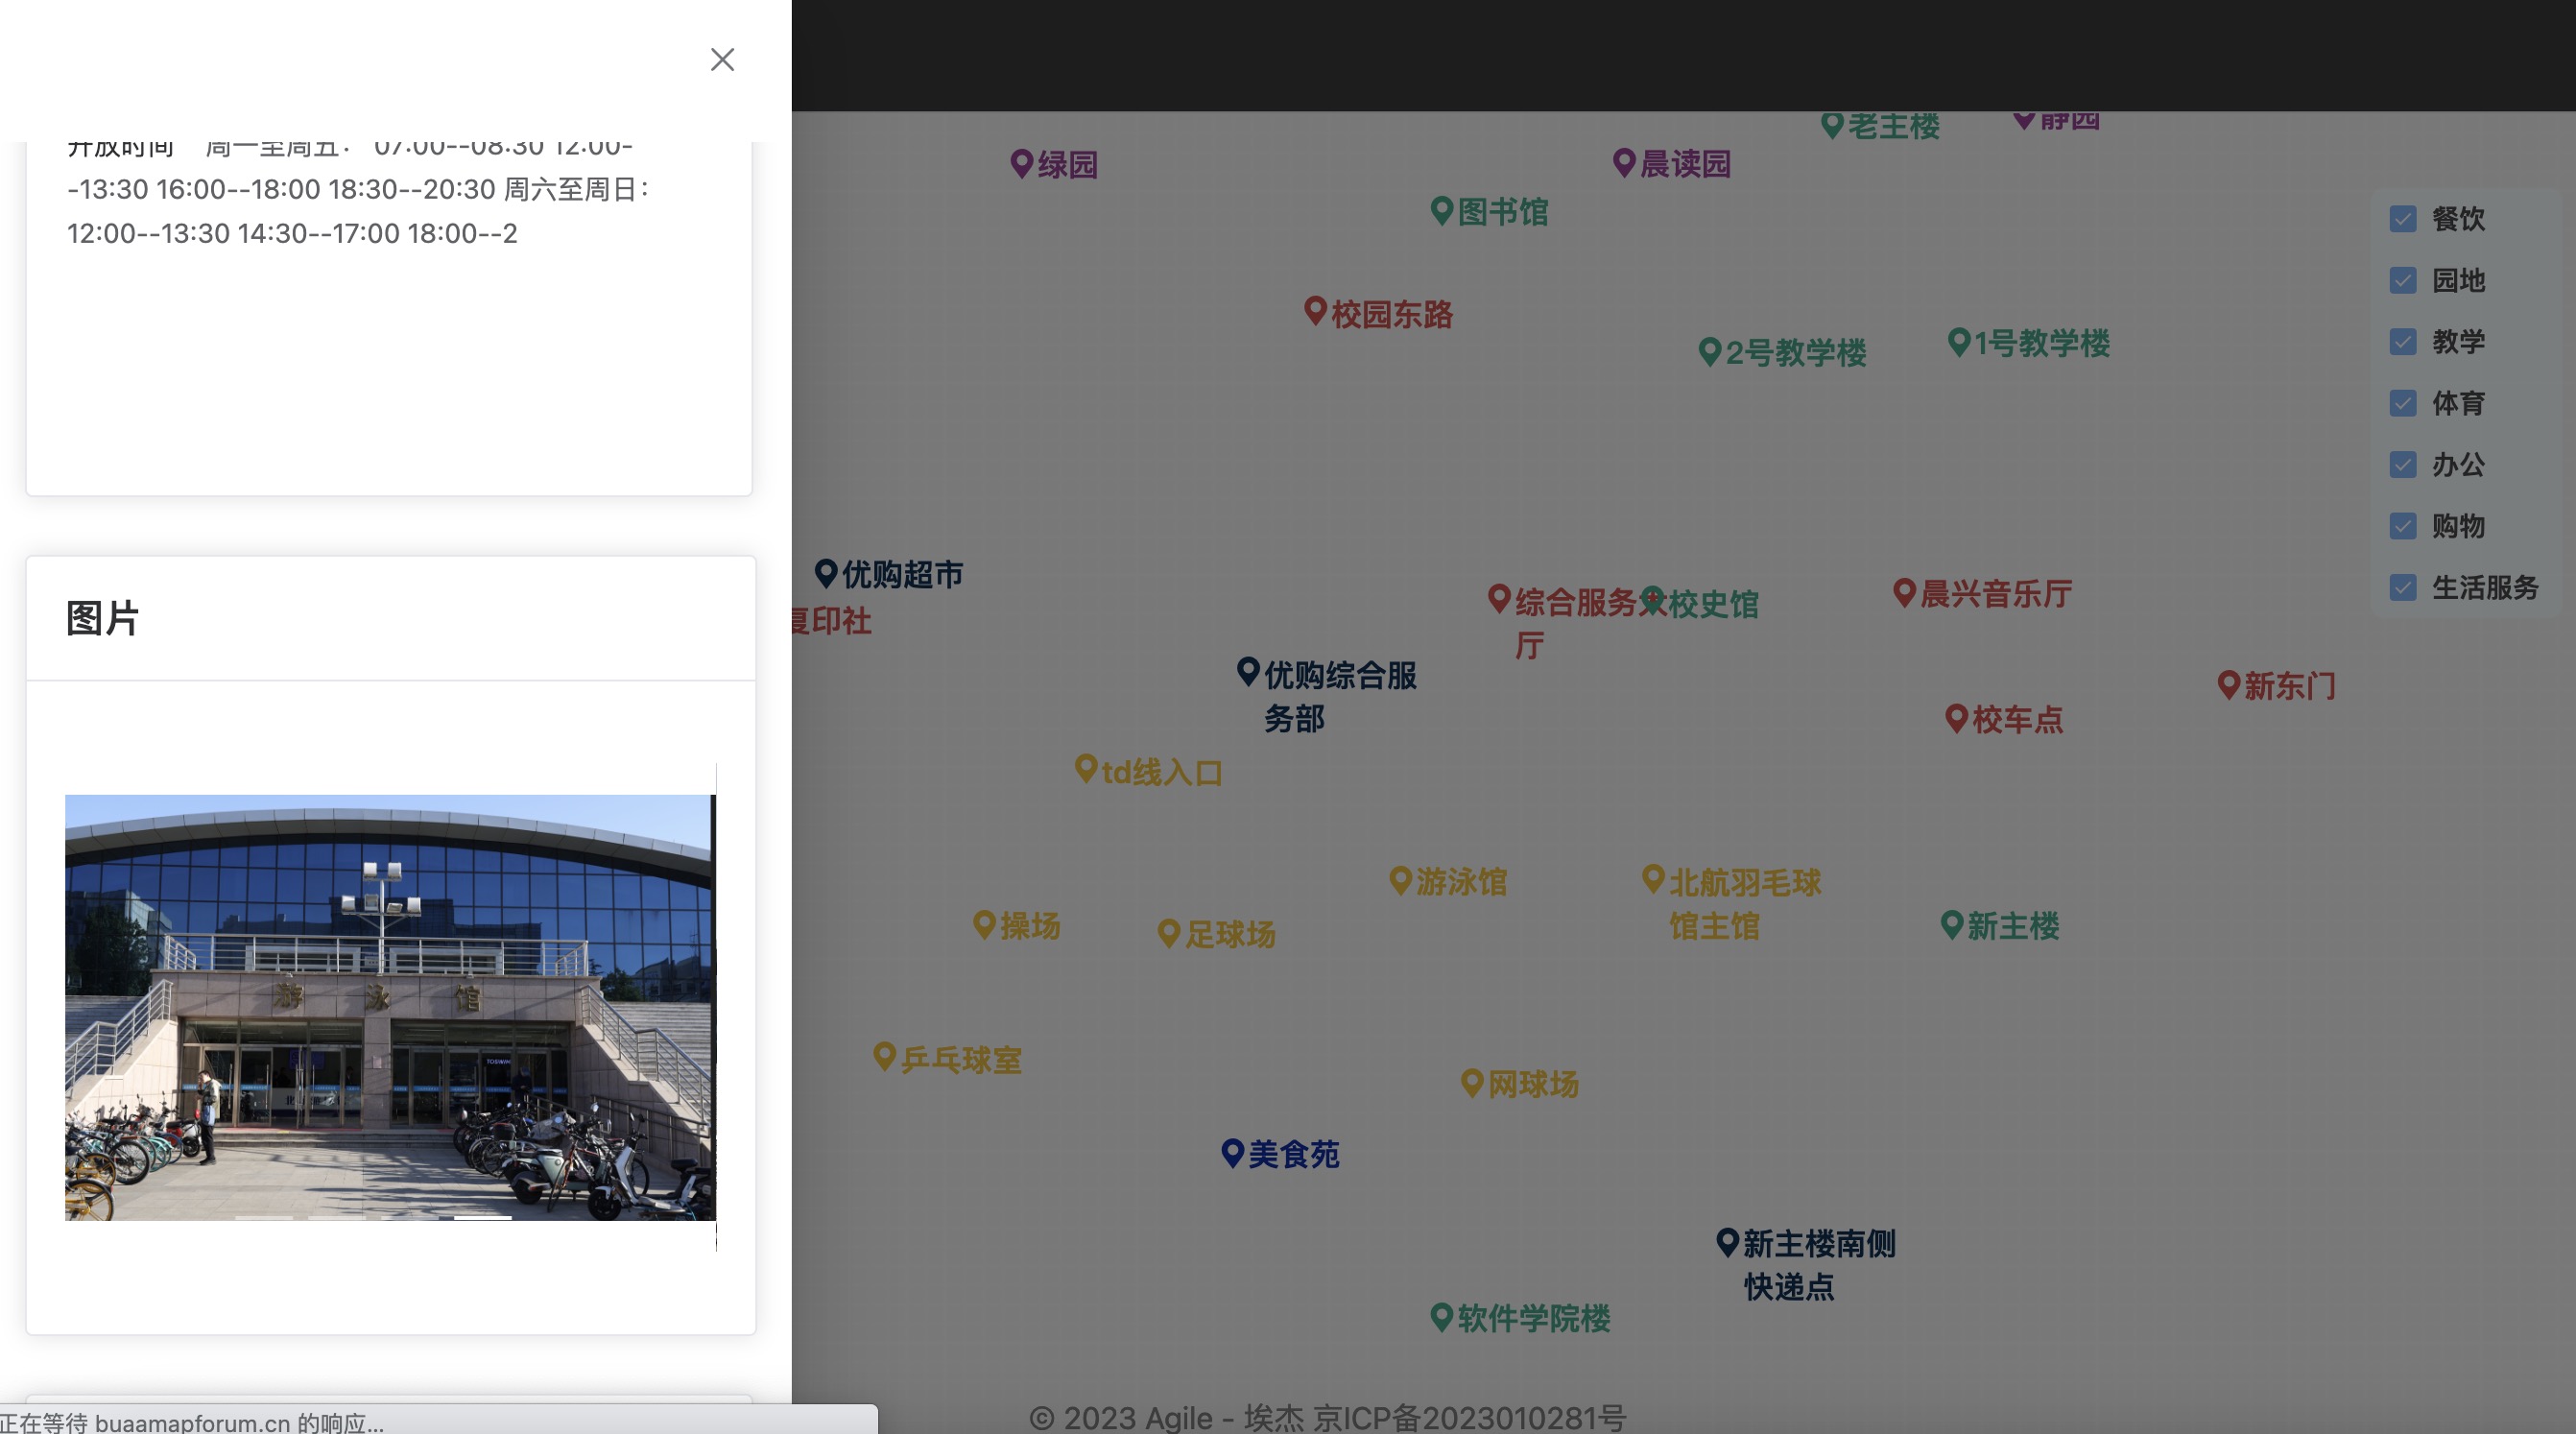 开放时间 周一至周五： 07:00--08:30 12:00-
-13:30 16:00--18:00 18:30--20:30 周六至周日：
12:00--13:30 14:30--17:00 18:00--2
图片
游 泳 馆
TOSWIM
正在等待 buaamapforum.cn 的响应...
老主楼
静园
绿园
晨读园
图书馆
校园东路
2号教学楼
1号教学楼
优购超市
复印社
综合服务大
厅
校史馆
晨兴音乐厅
优购综合服
务部
新东门
校车点
td线入口
游泳馆
北航羽毛球
馆主馆
操场
足球场
新主楼
乒乓球室
网球场
美食苑
新主楼南侧
快递点
软件学院楼
餐饮
园地
教学
体育
办公
购物
生活服务
© 2023 Agile - 埃杰 京ICP备2023010281号